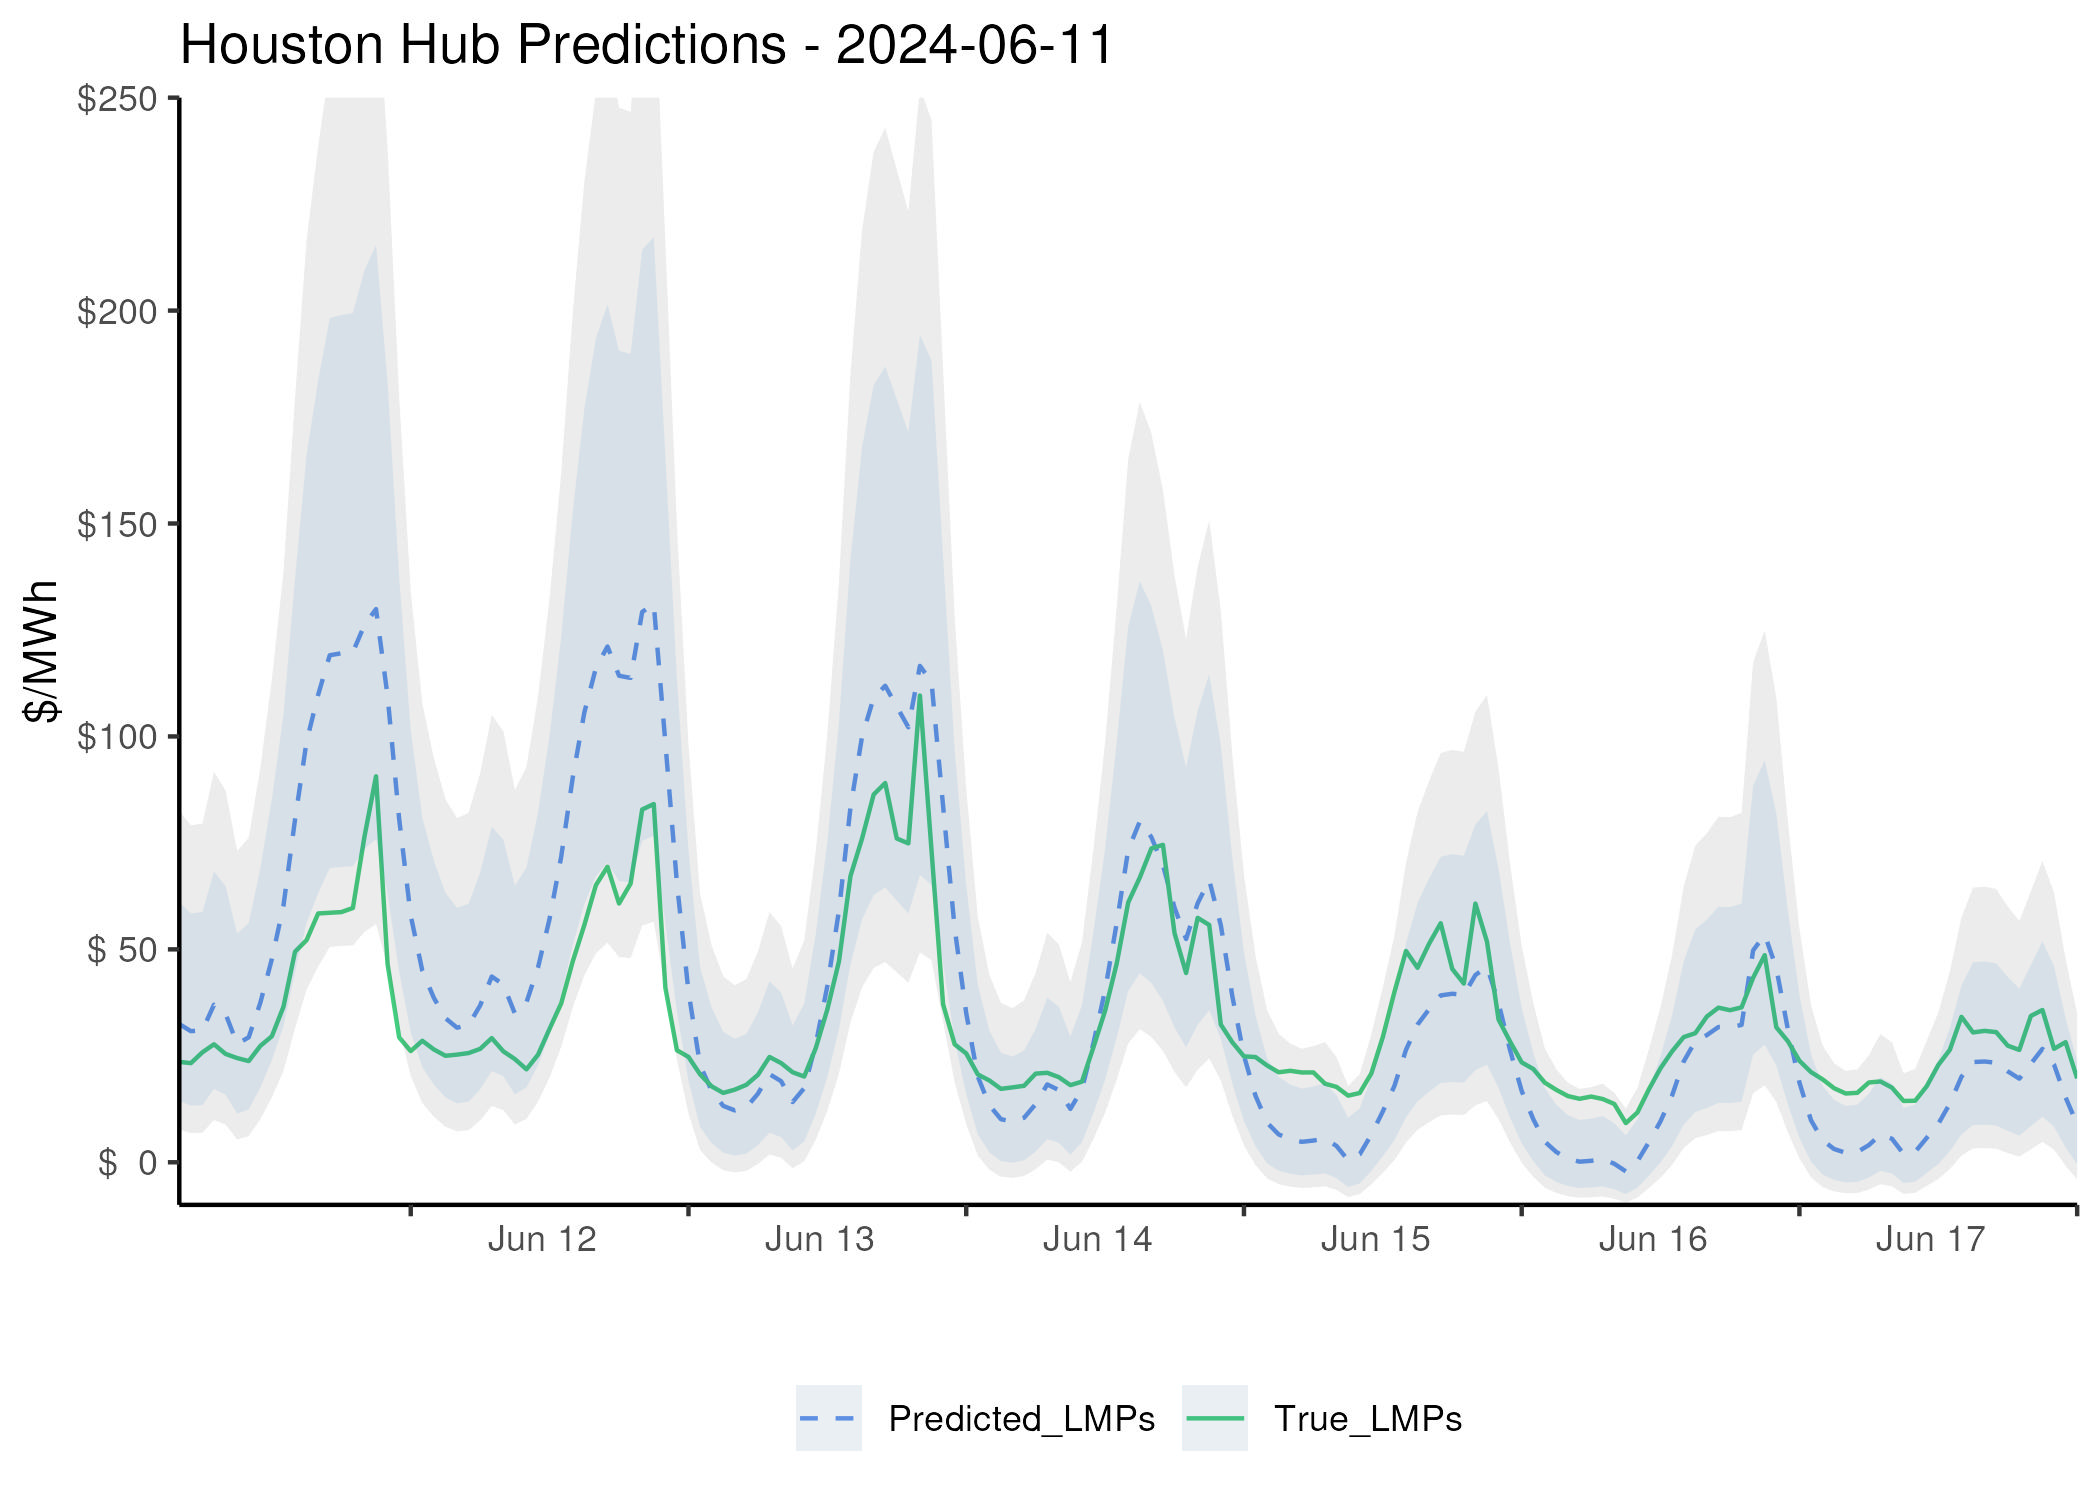 Houston Hub Predictions - 2024-06-11
$250
$200
$150
$100
$ 50
$ 0
$/MWh
Jun 12
Jun 13
Jun 14
Jun 15
Jun 16
Jun 17
Predicted_LMPs
True_LMPs